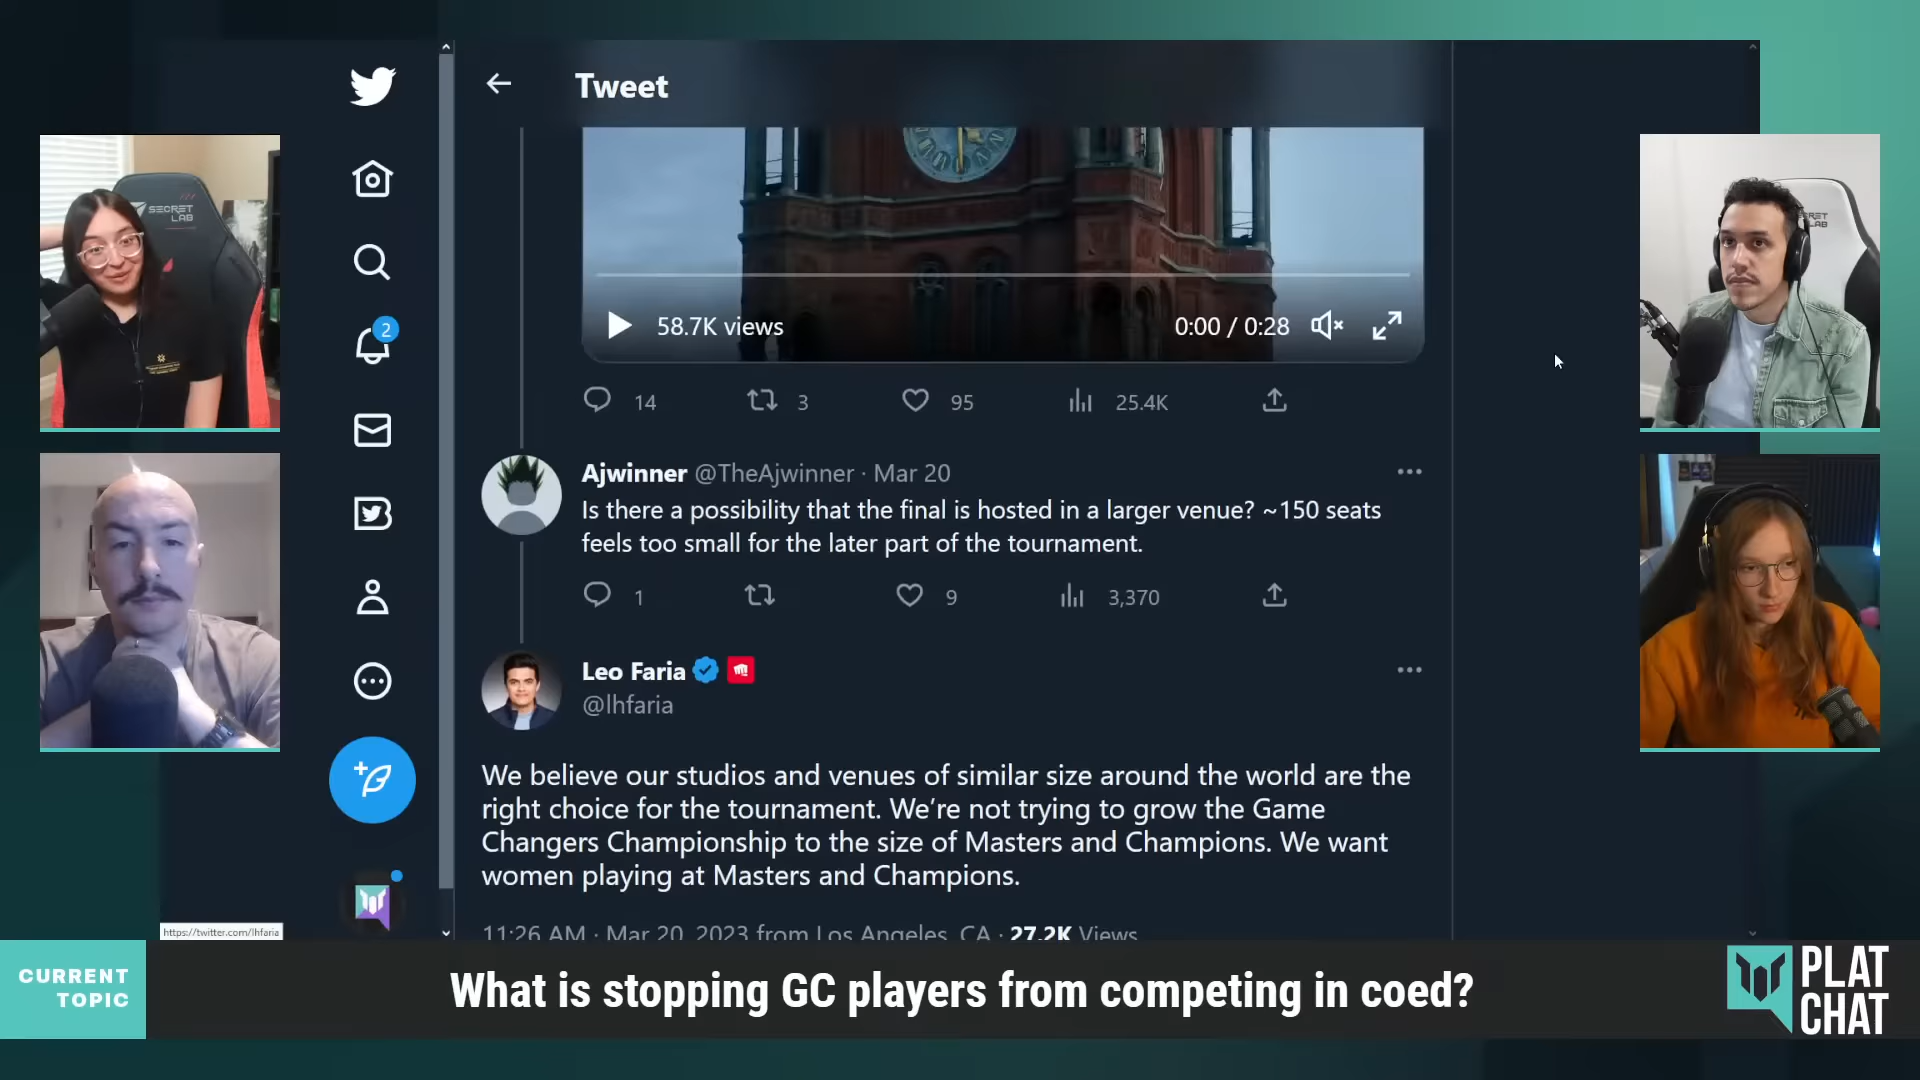 Tweet
58.7K views
0:00 / 0:28
14 3 95 25.4K
Ajwinner @TheAjwinner · Mar 20
Is there a possibility that the final is hosted in a larger venue? ~150 seats
feels too small for the later part of the tournament.
1 9 3,370
Leo Faria
@lhfaria
We believe our studios and venues of similar size around the world are the
right choice for the tournament. We’re not trying to grow the Game
Changers Championship to the size of Masters and Champions. We want
women playing at Masters and Champions.
11:26 AM · Mar 20, 2023 from Los Angeles, CA · 27.2K Views
2
https://twitter.com/lhfaria
SECRET
LAB
CURRENT
TOPIC
What is stopping GC players from competing in coed?
PLAT
CHAT